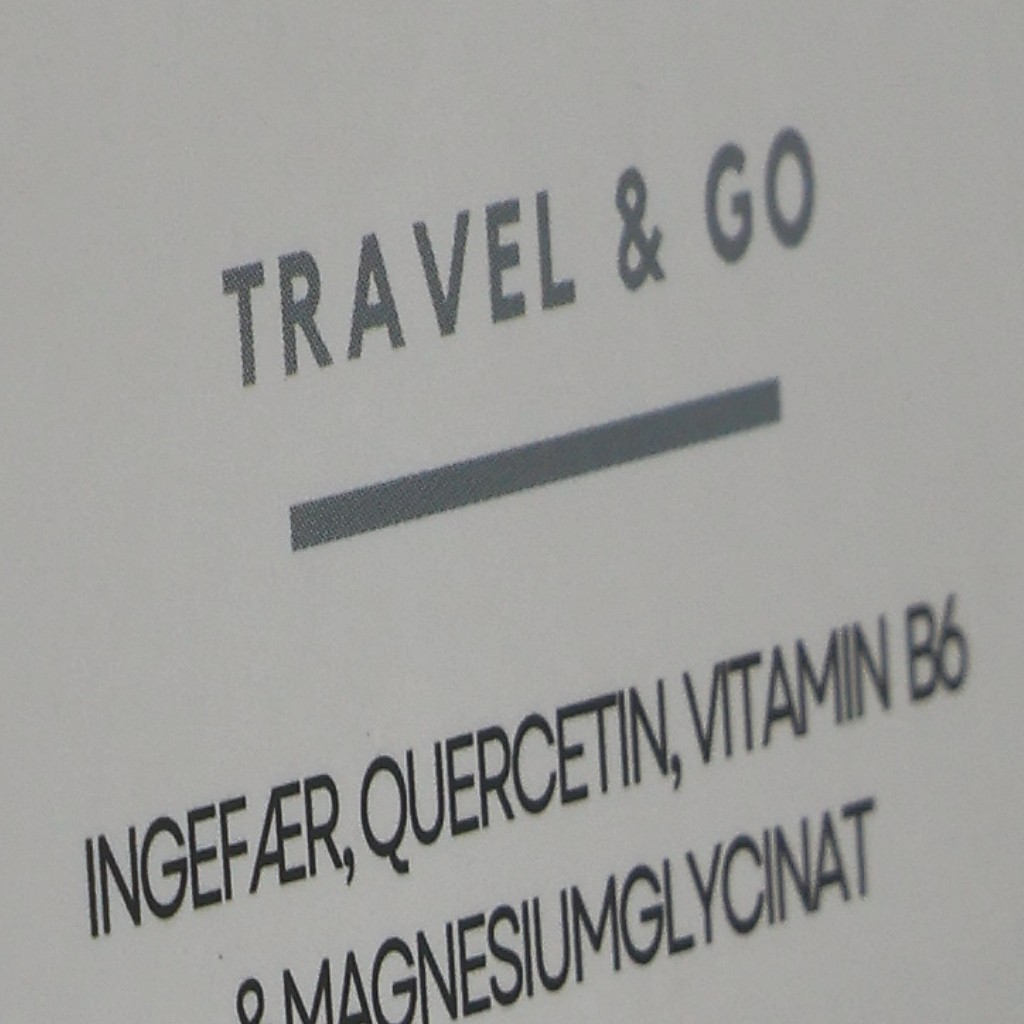 TRAVEL & GO
INGEFÆR, QUERCETIN, VITAMIN B6
& MAGNESIUMGLYCINAT